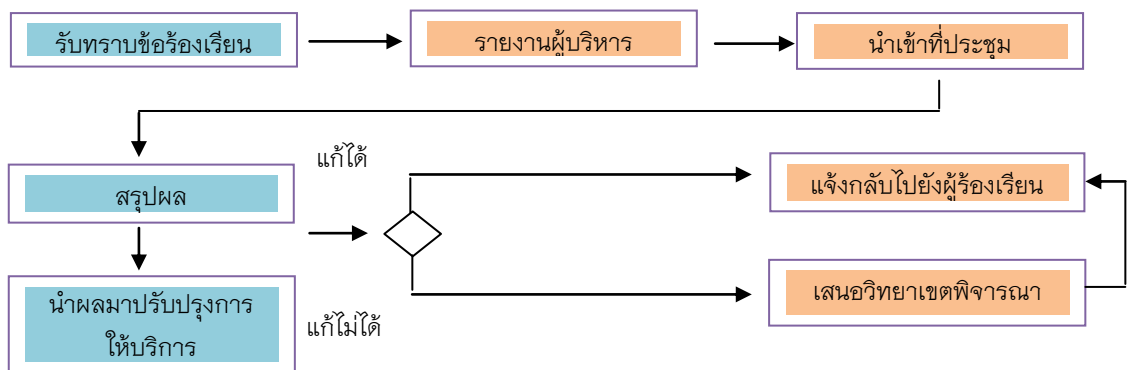 รับทราบข้อร้องเรียน
รายงานผู้บริหาร
นำเข้าที่ประชุม
แก้ได้
สรุปผล
แจ้งกลับไปยังผู้ร้องเรียน
นำผลมาปรับปรุงการ
ให้บริการ
แก้ไม่ได้
เสนอวิทยาเขตพิจารณา